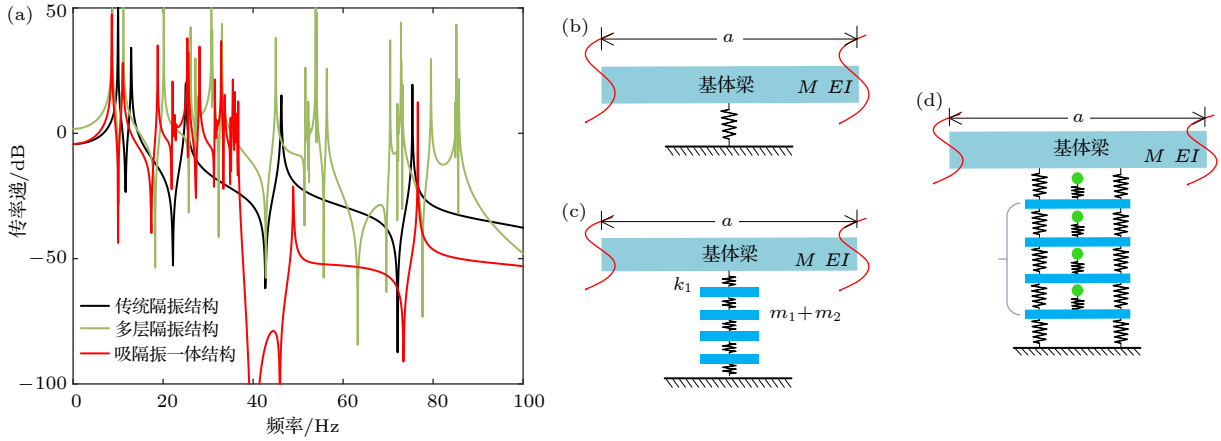 (a)
50
0
−50
−100
传率递/dB
传统隔振结构
多层隔振结构
吸隔振一体结构
0
20
40
60
80
100
频率/Hz
(b)
a
基体梁
M EI
(c)
a
基体梁
M EI
k1
m1+m2
(d)
a
基体梁
M EI